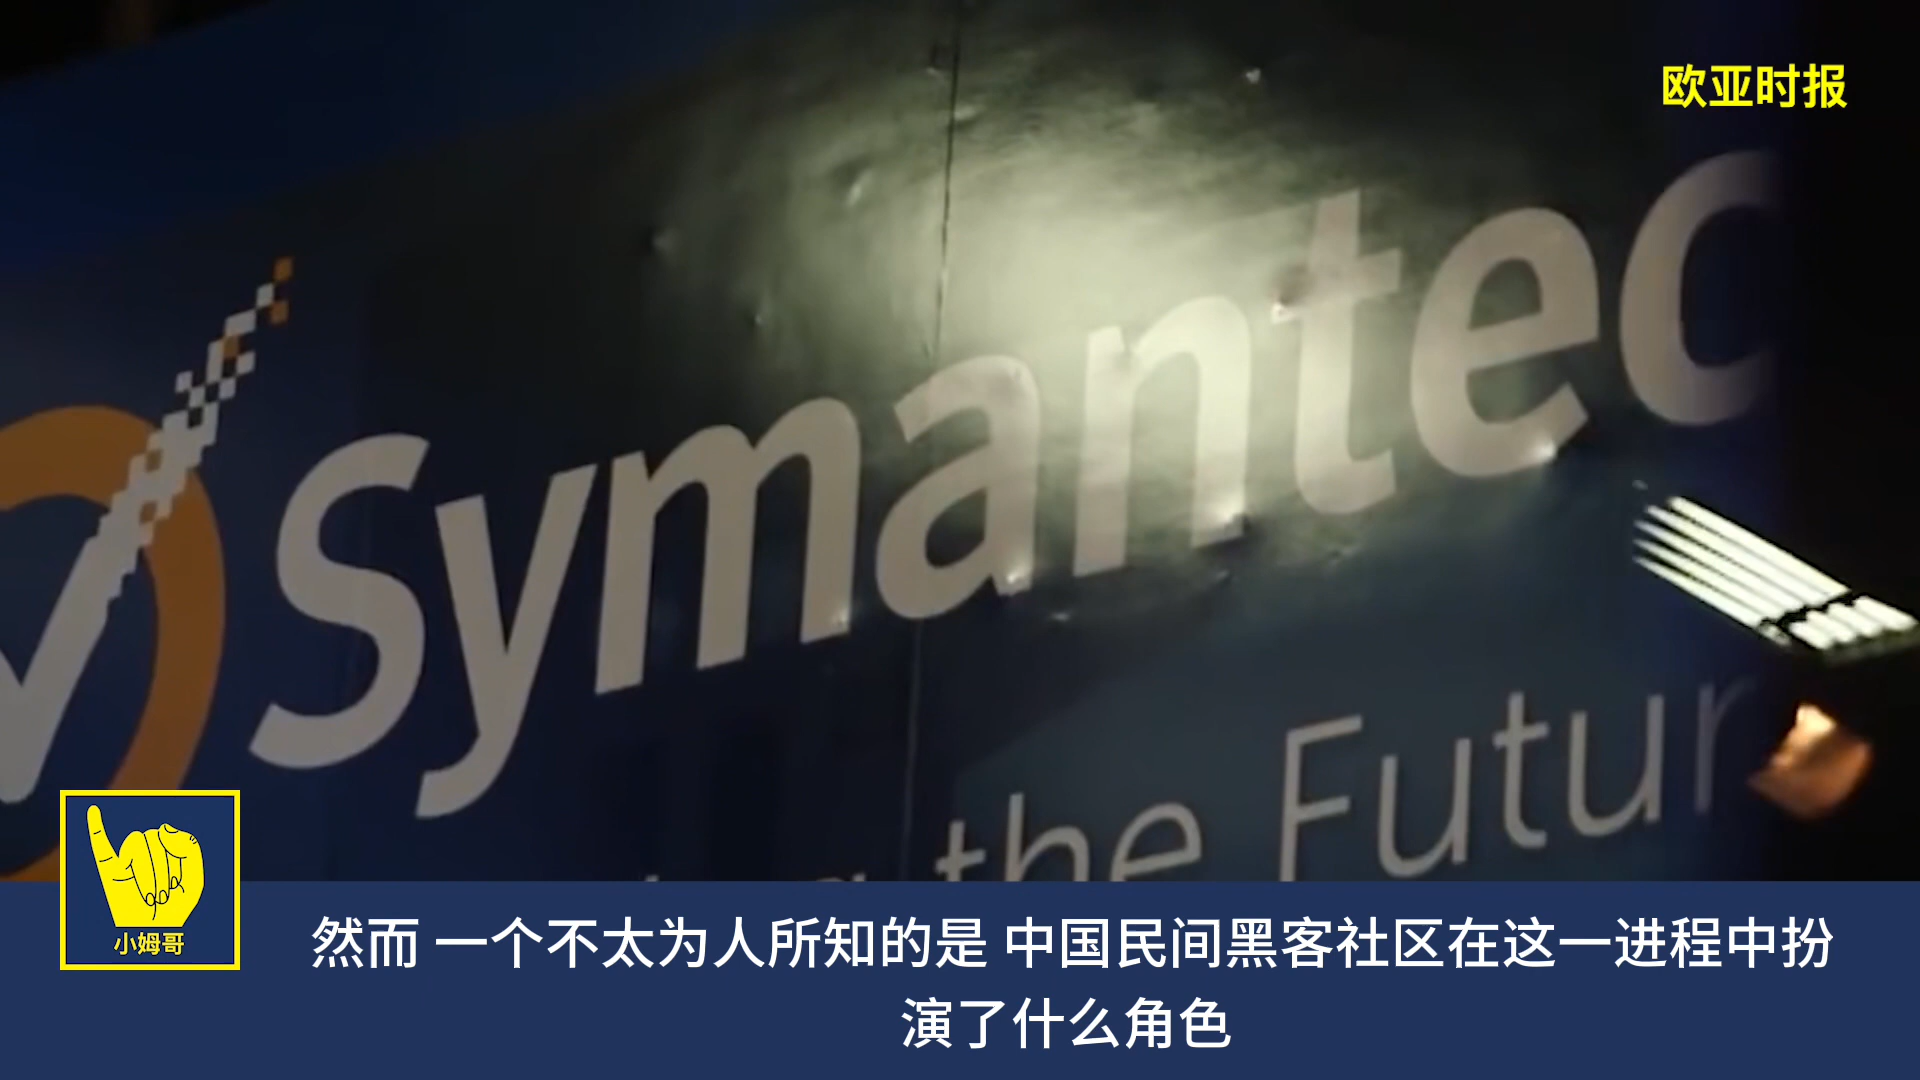 欧亚时报
Symantec
the Futur
小姆哥
然而 一个不太为人所知的是 中国民间黑客社区在这一进程中扮
演了什么角色